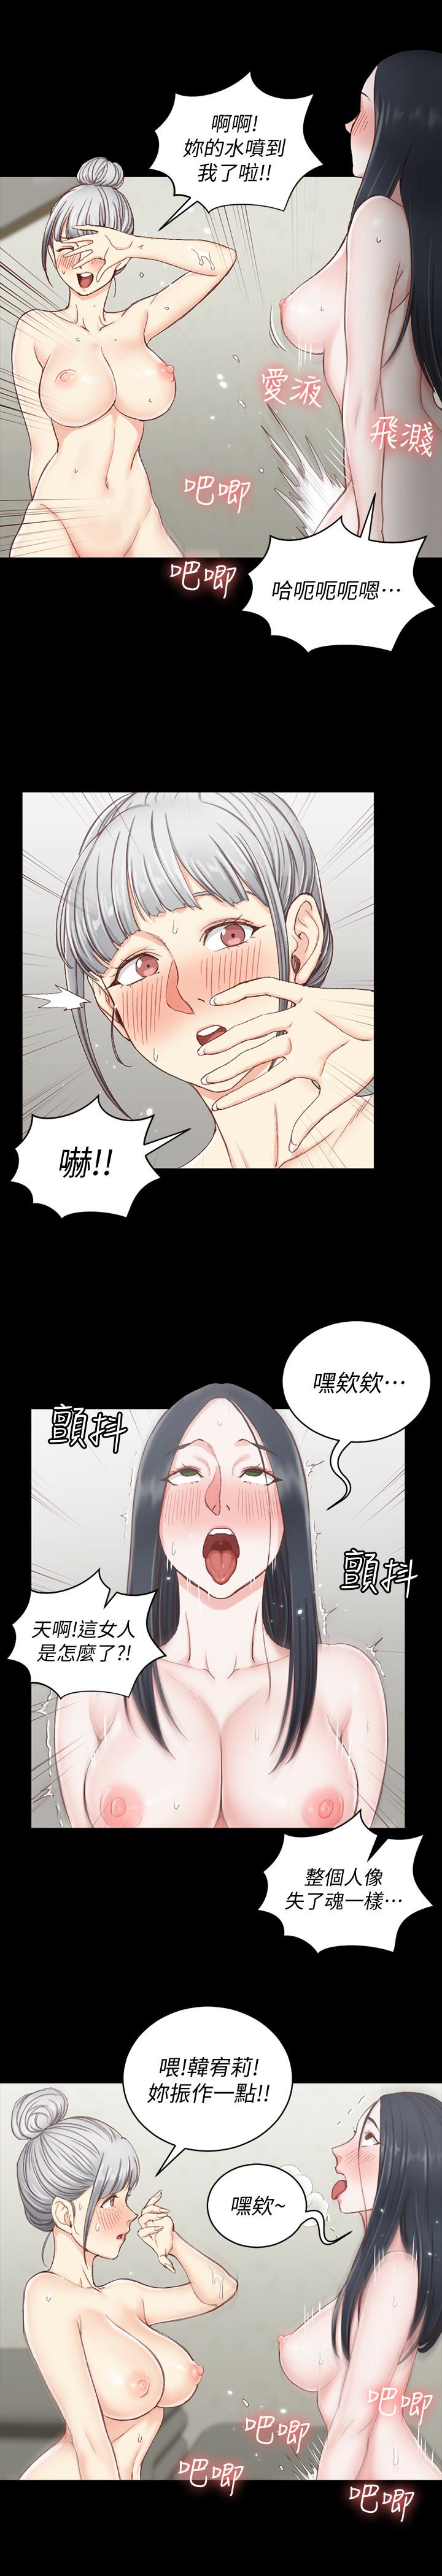 啊啊!
妳的水噴到
我了啦!!
愛液
飛濺
吧唧
吧唧
哈呃呃呃嗯…
嚇!!
嘿欸欸…
顫抖
顫抖
天啊!這女人
是怎麼了?!
整個人像
失了魂一樣…
喂!韓宥莉!
妳振作一點!!
嘿欸~
吧唧
吧唧
吧唧
吧唧